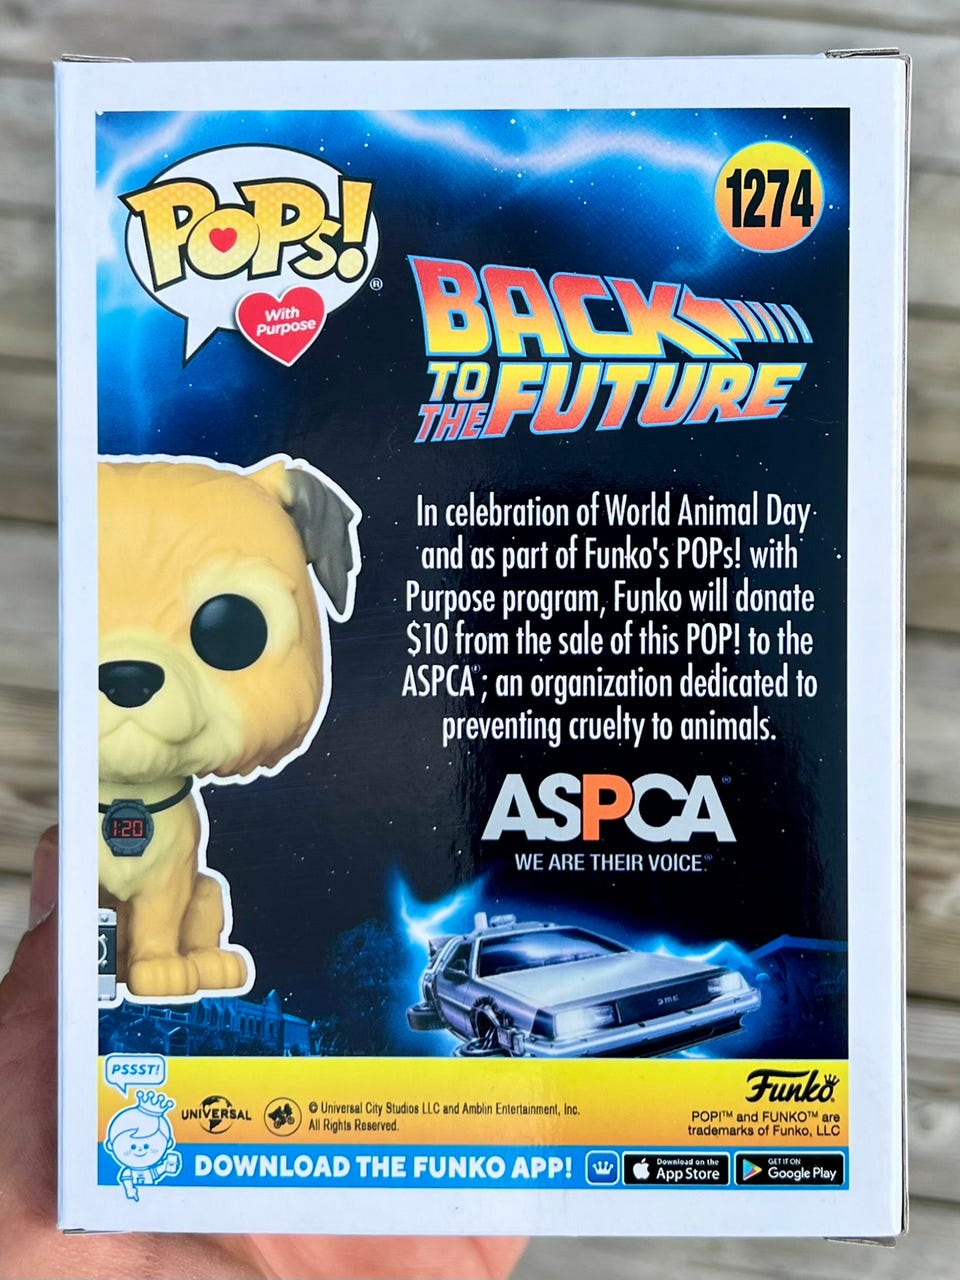 POPS!
®
With
Purpose
1274
BACK
TO
THE FUTURE
In celebration of World Animal Day
and as part of Funko's POPs! with
Purpose program, Funko will donate
$10 from the sale of this POP! to the
ASPCA®; an organization dedicated to
preventing cruelty to animals.
1:20
ASPCA®
WE ARE THEIR VOICE®
DMC
PSSST!
UNIVERSAL
© Universal City Studios LLC and Amblin Entertainment, Inc.
All Rights Reserved.
Funko
POP!™ and FUNKO™ are
trademarks of Funko, LLC
DOWNLOAD THE FUNKO APP!
Download on the
App Store
GET IT ON
Google Play